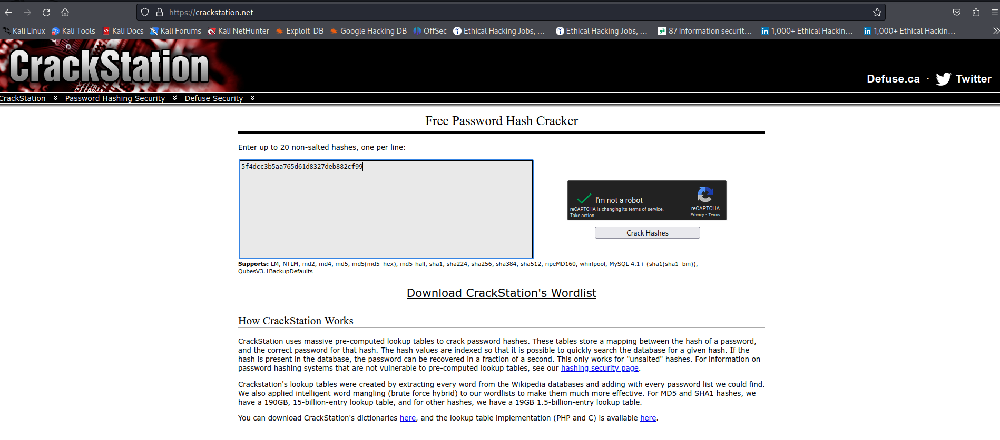 https://crackstation.net
Kali Linux Kali Tools Kali Docs Kali Forums Kali NetHunter Exploit-DB Google Hacking DB OffSec Ethical Hacking Jobs, ... Ethical Hacking Jobs, ... 87 information securit... 1,000+ Ethical Hackin... 1,000+ Ethical Hackin...
CrackStation
Defuse.ca · Twitter
CrackStation Password Hashing Security Defuse Security
Free Password Hash Cracker
Enter up to 20 non-salted hashes, one per line:
5f4dcc3b5aa765d61d8327deb882cf99
I'm not a robot
reCAPTCHA is changing its terms of service.
Take action.
reCAPTCHA
Privacy - Terms
Crack Hashes
Supports: LM, NTLM, md2, md4, md5, md5(md5_hex), md5-half, sha1, sha224, sha256, sha384, sha512, ripeMD160, whirlpool, MySQL 4.1+ (sha1(sha1_bin)),
QubesV3.1BackupDefaults
Download CrackStation's Wordlist
How CrackStation Works
CrackStation uses massive pre-computed lookup tables to crack password hashes. These tables store a mapping between the hash of a password,
and the correct password for that hash. The hash values are indexed so that it is possible to quickly search the database for a given hash. If the
hash is present in the database, the password can be recovered in a fraction of a second. This only works for "unsalted" hashes. For information on
password hashing systems that are not vulnerable to pre-computed lookup tables, see our hashing security page.
Crackstation's lookup tables were created by extracting every word from the Wikipedia databases and adding with every password list we could find.
We also applied intelligent word mangling (brute force hybrid) to our wordlists to make them much more effective. For MD5 and SHA1 hashes, we
have a 190GB, 15-billion-entry lookup table, and for other hashes, we have a 19GB 1.5-billion-entry lookup table.
You can download CrackStation's dictionaries here, and the lookup table implementation (PHP and C) is available here.